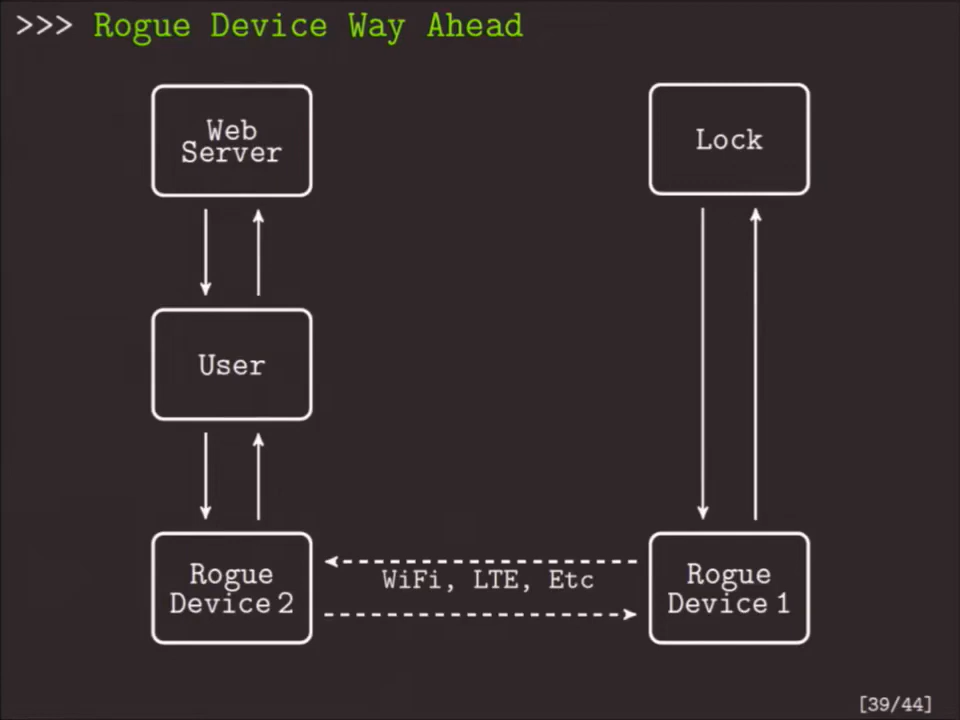 >>> Rogue Device Way Ahead
Web
Server
Lock
User
Rogue
Device 2
WiFi, LTE, Etc
Rogue
Device 1
[39/44]